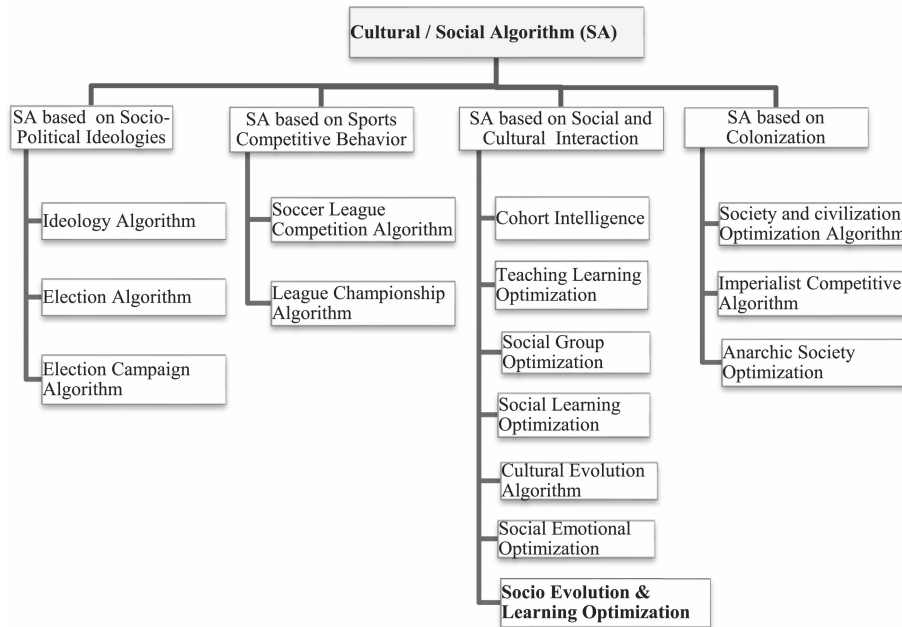 Cultural / Social Algorithm (SA)
SA based on Socio-
Political Ideologies
Ideology Algorithm
Election Algorithm
Election Campaign
Algorithm
SA based on Sports
Competitive Behavior
Soccer League
Competition Algorithm
League Championship
Algorithm
SA based on Social and
Cultural Interaction
Cohort Intelligence
Teaching Learning
Optimization
Social Group
Optimization
Social Learning
Optimization
Cultural Evolution
Algorithm
Social Emotional
Optimization
Socio Evolution &
Learning Optimization
SA based on
Colonization
Society and civilization
Optimization Algorithm
Imperialist Competitive
Algorithm
Anarchic Society
Optimization